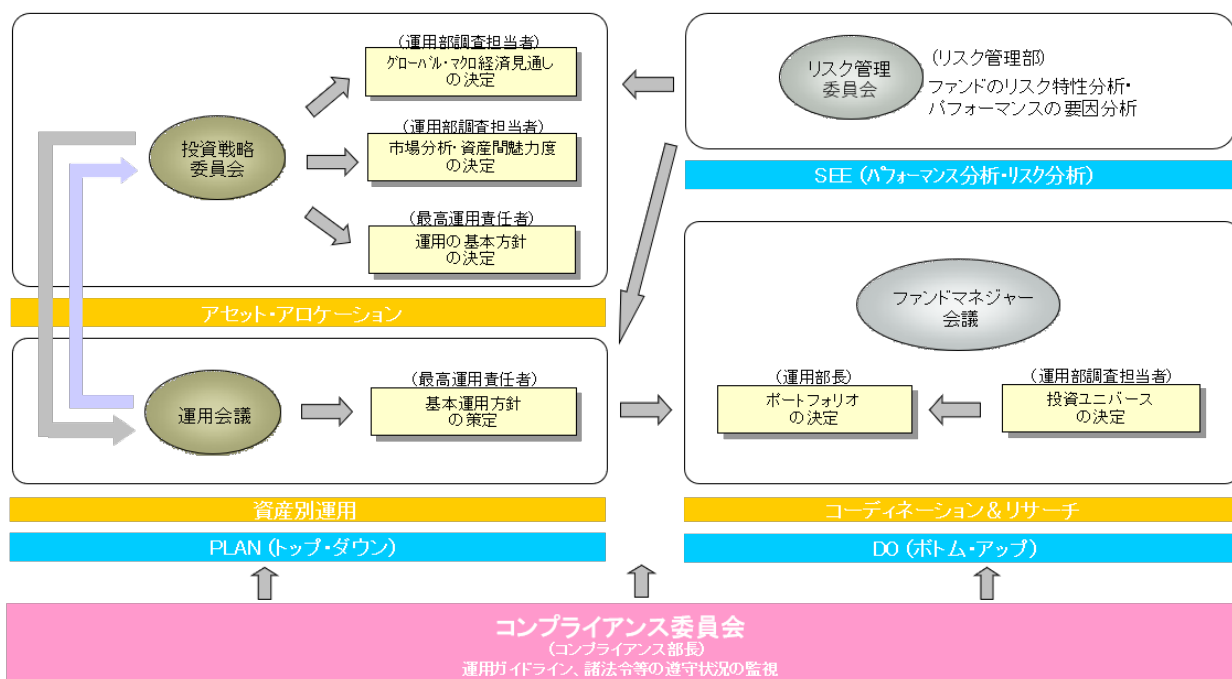 (運用部調査担当者)
グローバル・マクロ経済見通し
の決定
投資戦略
委員会
(運用部調査担当者)
市場分析・資産間魅力度
の決定
(最高運用責任者)
運用の基本方針
の決定
アセット・アロケーション
運用会議
(最高運用責任者)
基本運用方針
の策定
資産別運用
PLAN (トップ・ダウン)
リスク管理
委員会
(リスク管理部)
ファンドのリスク特性分析・
パフォーマンスの要因分析
SEE (パフォーマンス分析・リスク分析)
ファンドマネジャー
会議
(運用部長)
ポートフォリオ
の決定
(運用部調査担当者)
投資ユニバース
の決定
コーディネーション&リサーチ
DO (ボトム・アップ)
コンプライアンス委員会
(コンプライアンス部長)
運用ガイドライン、諸法令等の遵守状況の監視